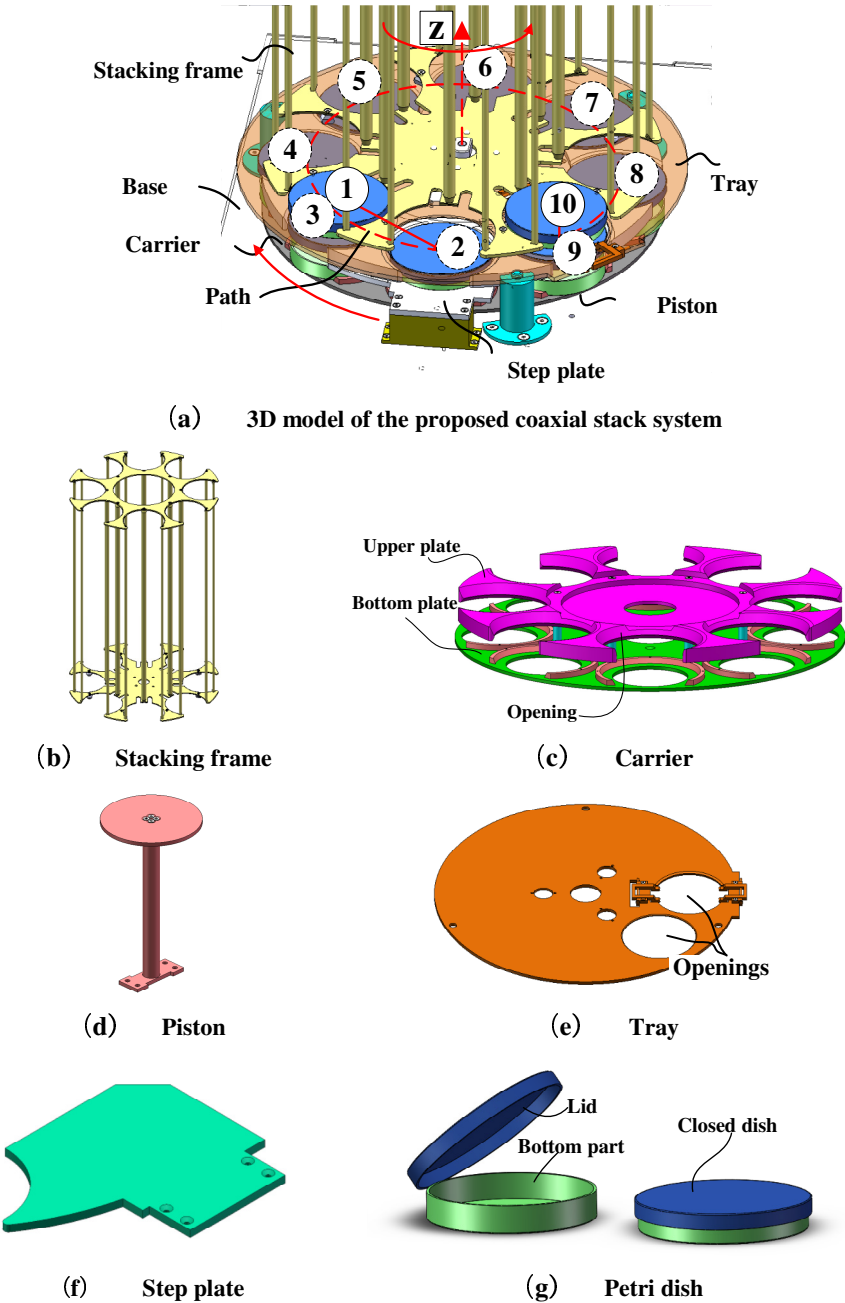 Z
Stacking frame
5
6
7
4
8
Base
1
10
Tray
3
2
9
Carrier
Path
Piston
Step plate
(a) 3D model of the proposed coaxial stack system
Upper plate
Bottom plate
Opening
(b) Stacking frame
(c) Carrier
Openings
(d) Piston
(e) Tray
Lid
Closed dish
Bottom part
(f) Step plate
(g) Petri dish